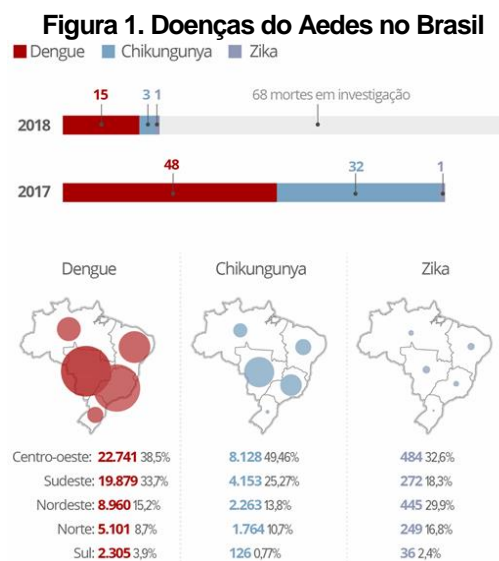 Figura 1. Doenças do Aedes no Brasil
Dengue Chikungunya Zika
15 3 1 68 mortes em investigação
2018
48 32 1
2017
Dengue Chikungunya Zika
Centro-oeste: 22.741 38,5% 8.128 49,46% 484 32,6%
Sudeste: 19.879 33,7% 4.153 25,27% 272 18,3%
Nordeste: 8.960 15,2% 2.263 13,8% 445 29,9%
Norte: 5.101 8,7% 1.764 10,7% 249 16,8%
Sul: 2.305 3,9% 126 0,77% 36 2,4%